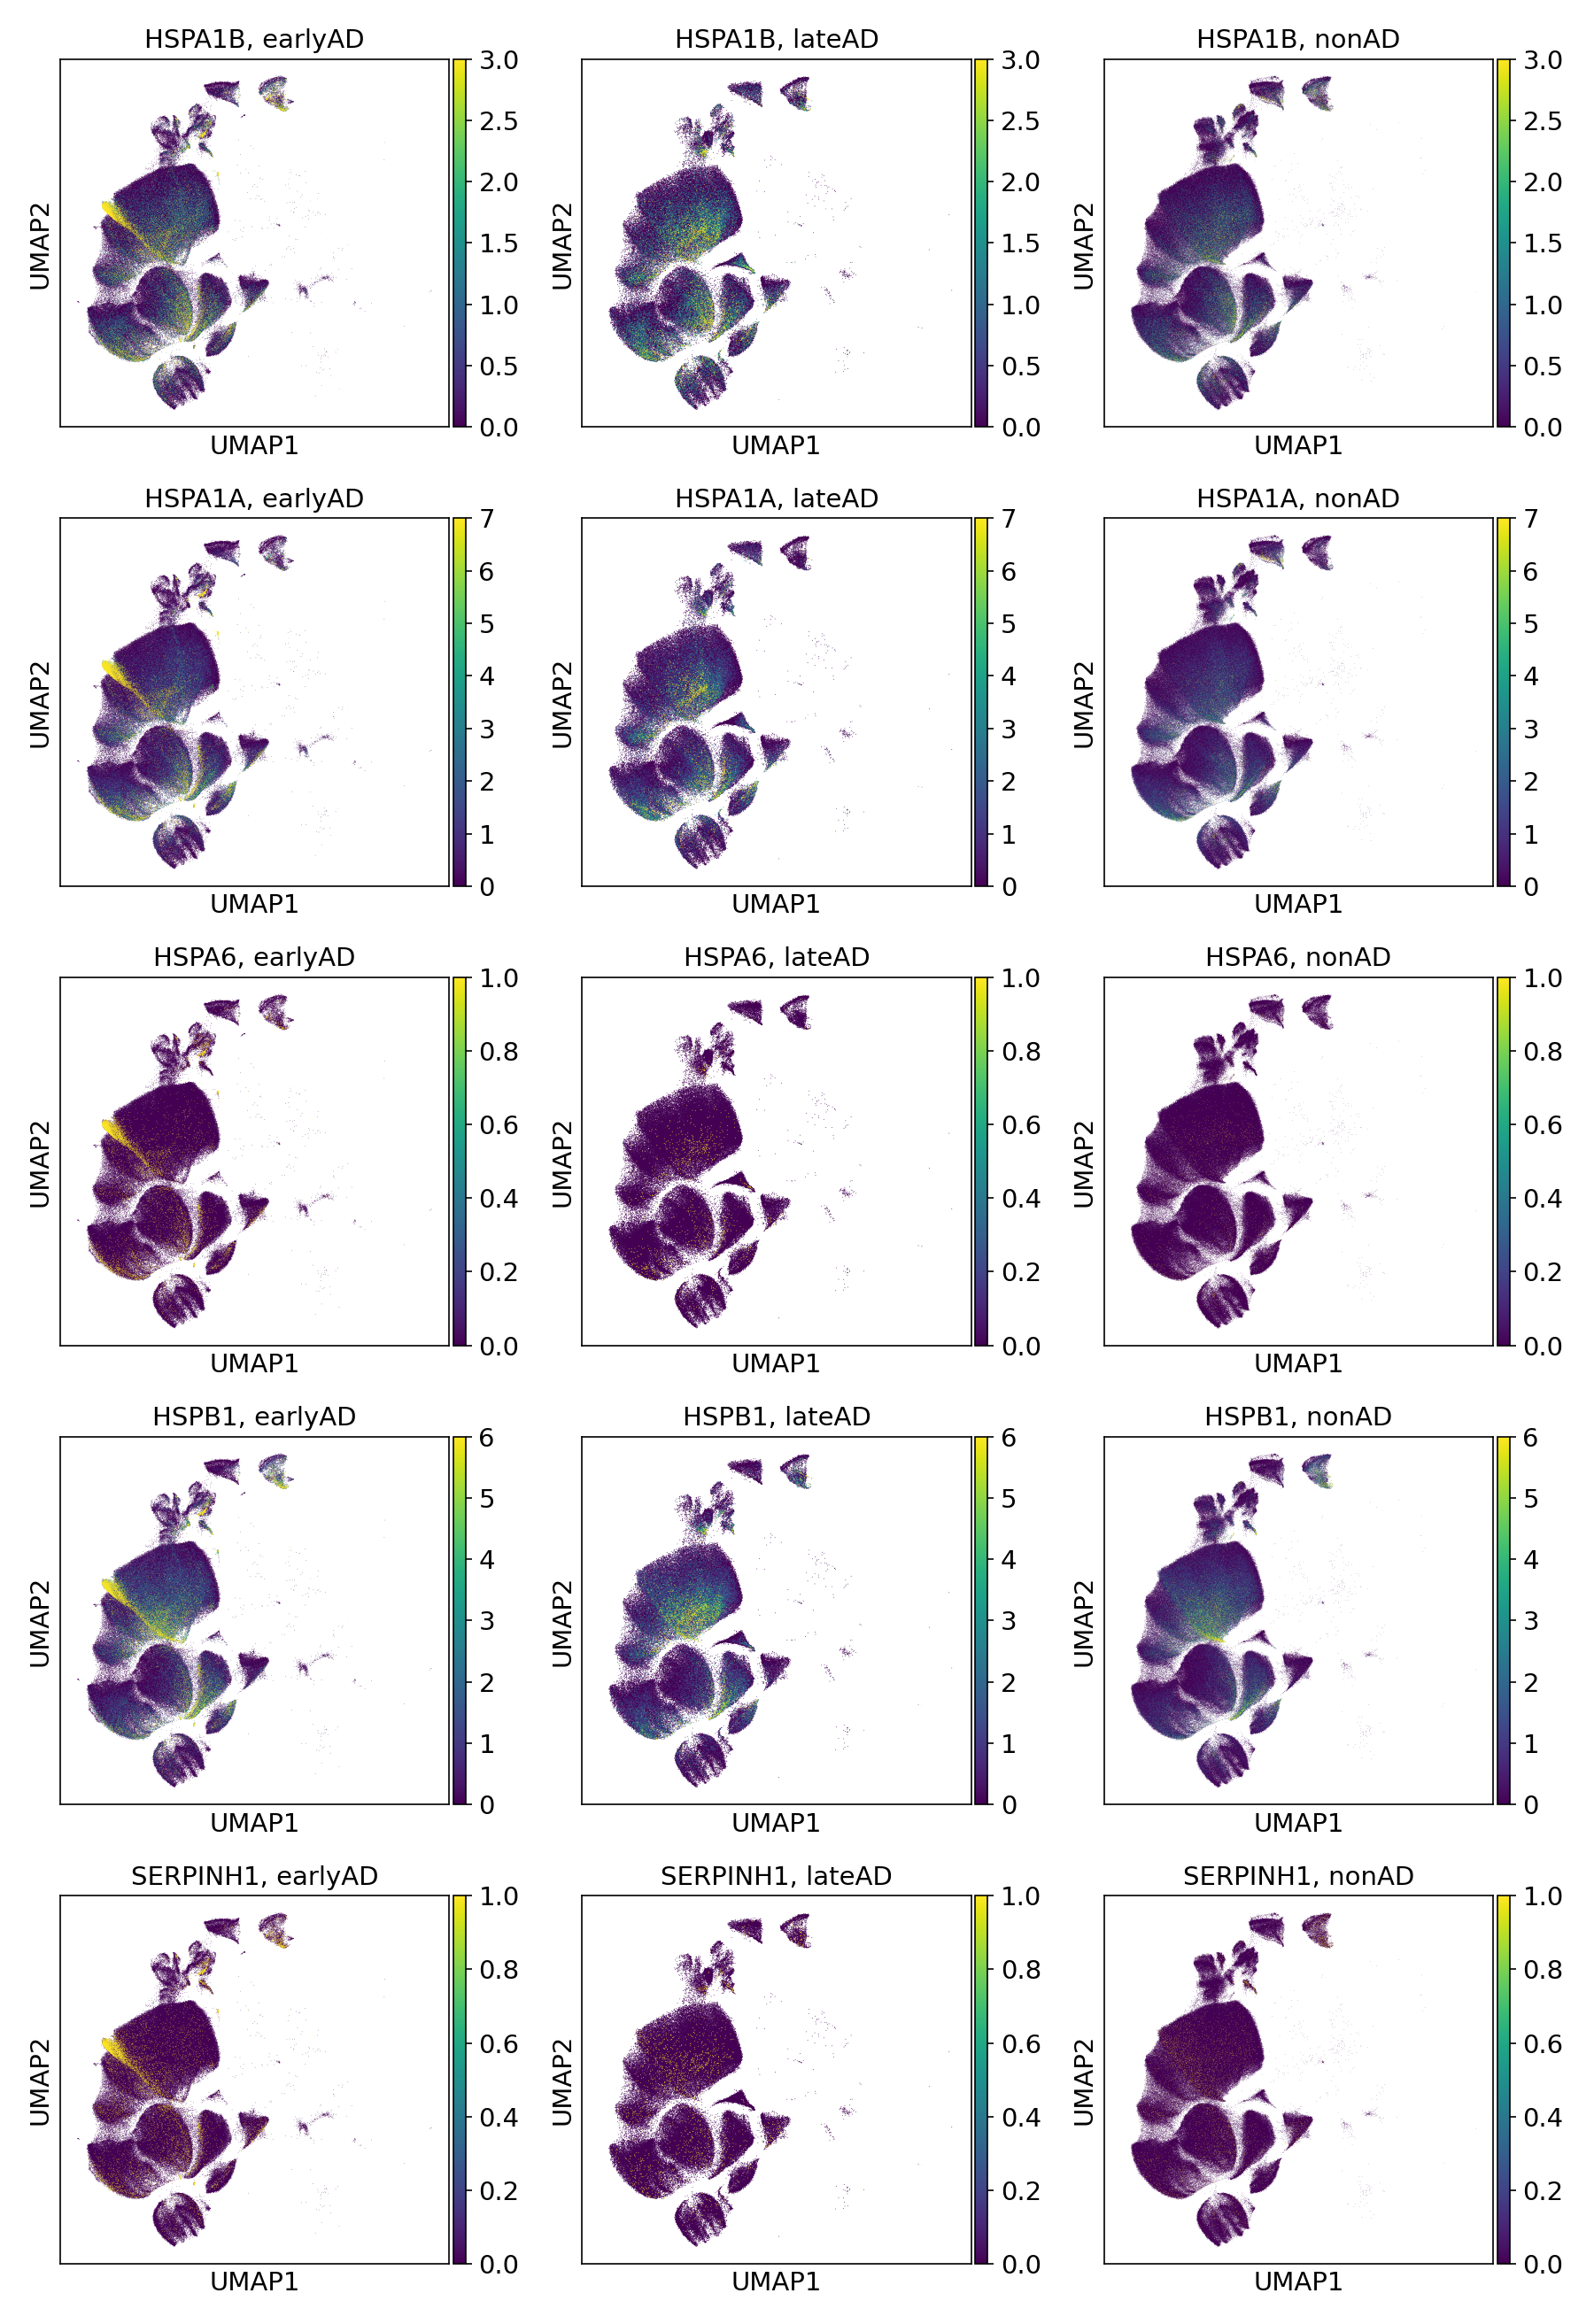 HSPA1B, earlyAD
HSPA1B, lateAD
HSPA1B, nonAD
3.0
2.5
2.0
1.5
1.0
0.5
0.0
3.0
2.5
2.0
1.5
1.0
0.5
0.0
3.0
2.5
2.0
1.5
1.0
0.5
0.0
UMAP2
UMAP2
UMAP2
UMAP1
UMAP1
UMAP1
HSPA1A, earlyAD
HSPA1A, lateAD
HSPA1A, nonAD
7
6
5
4
3
2
1
0
7
6
5
4
3
2
1
0
7
6
5
4
3
2
1
0
UMAP2
UMAP2
UMAP2
UMAP1
UMAP1
UMAP1
HSPA6, earlyAD
HSPA6, lateAD
HSPA6, nonAD
1.0
0.8
0.6
0.4
0.2
0.0
1.0
0.8
0.6
0.4
0.2
0.0
1.0
0.8
0.6
0.4
0.2
0.0
UMAP2
UMAP2
UMAP2
UMAP1
UMAP1
UMAP1
HSPB1, earlyAD
HSPB1, lateAD
HSPB1, nonAD
6
5
4
3
2
1
0
6
5
4
3
2
1
0
6
5
4
3
2
1
0
UMAP2
UMAP2
UMAP2
UMAP1
UMAP1
UMAP1
SERPINH1, earlyAD
SERPINH1, lateAD
SERPINH1, nonAD
1.0
0.8
0.6
0.4
0.2
0.0
1.0
0.8
0.6
0.4
0.2
0.0
1.0
0.8
0.6
0.4
0.2
0.0
UMAP2
UMAP2
UMAP2
UMAP1
UMAP1
UMAP1